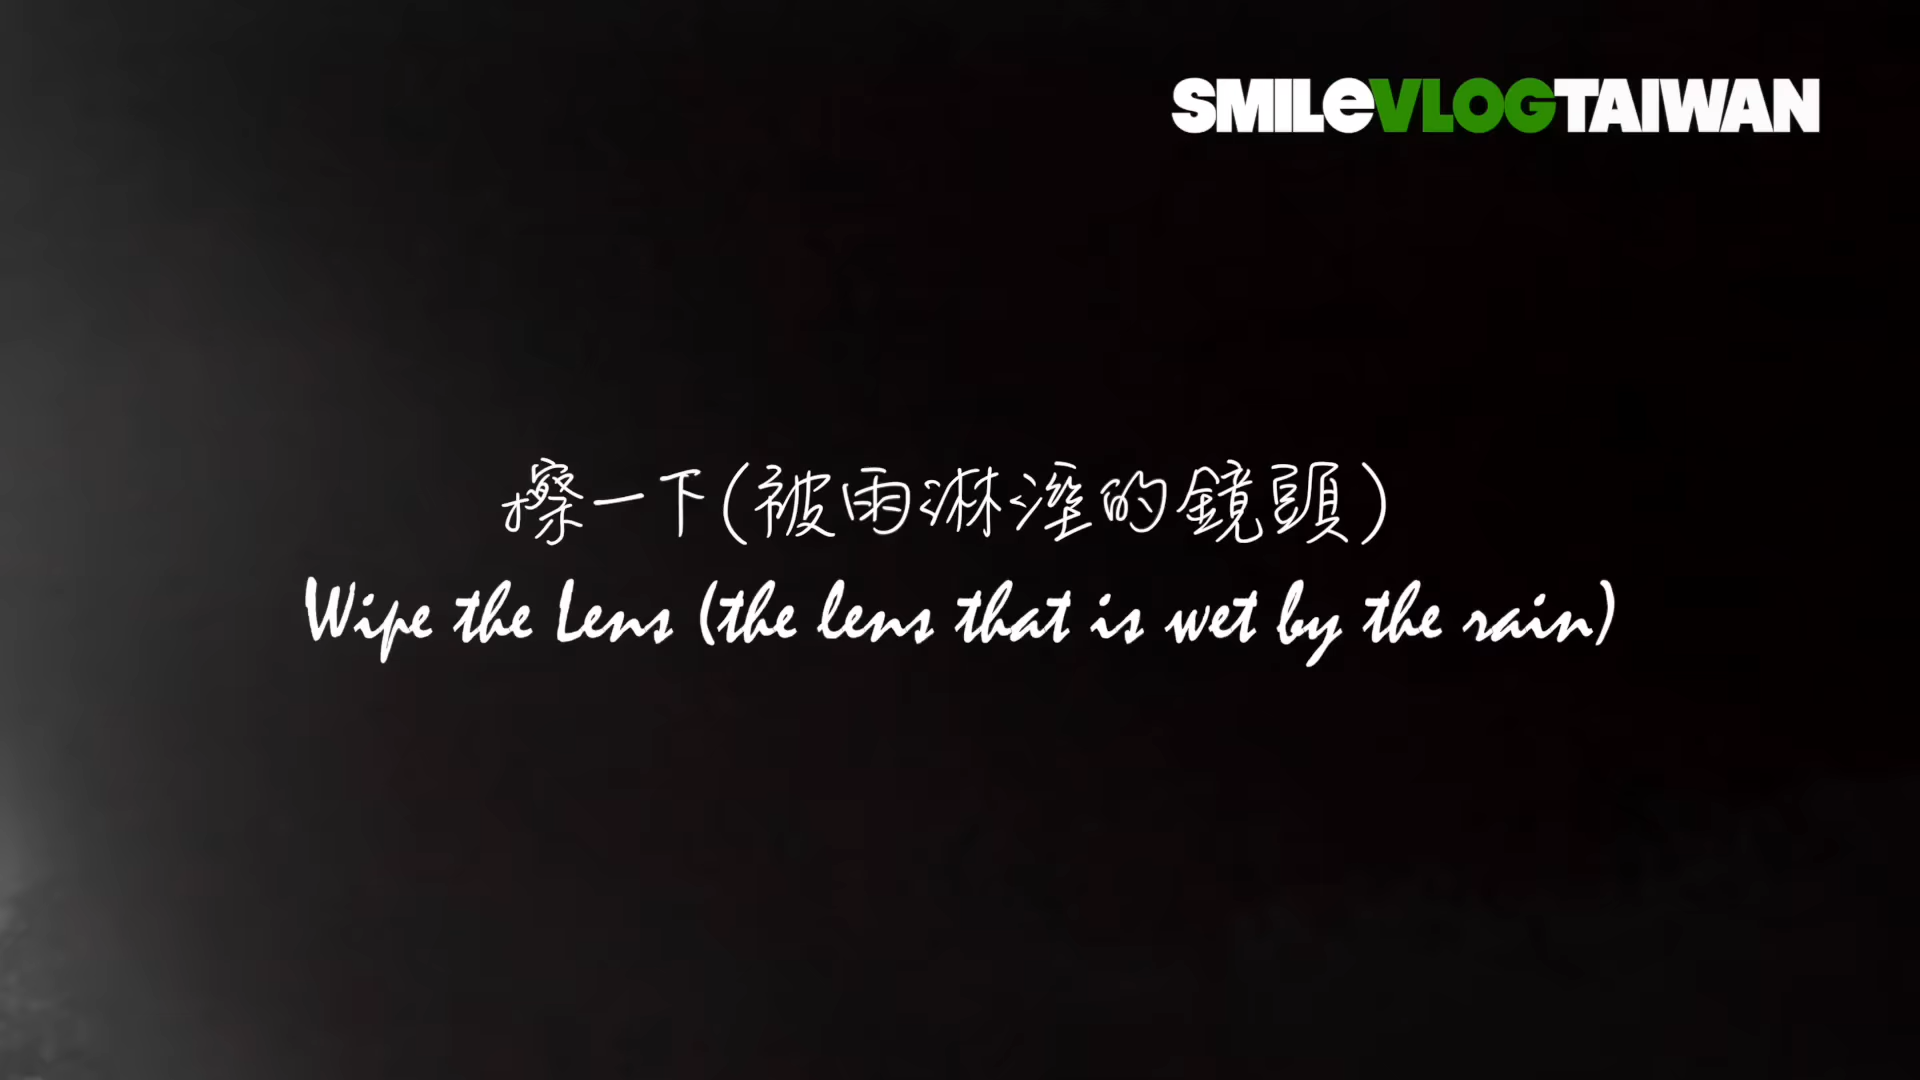 SMILeVLOGTAIWAN
擦一下(被雨淋溼的鏡頭)
Wipe the Lens (the lens that is wet by the rain)